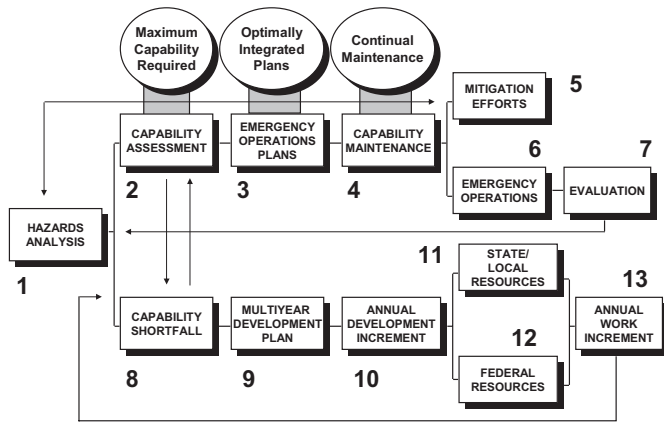 Maximum
Capability
Required
Optimally
Integrated
Plans
Continual
Maintenance
CAPABILITY
ASSESSMENT
2
EMERGENCY
OPERATIONS
PLANS
3
CAPABILITY
MAINTENANCE
4
MITIGATION
EFFORTS
5
EMERGENCY
OPERATIONS
6
EVALUATION
7
HAZARDS
ANALYSIS
1
CAPABILITY
SHORTFALL
8
MULTIYEAR
DEVELOPMENT
PLAN
9
ANNUAL
DEVELOPMENT
INCREMENT
10
STATE/
LOCAL
RESOURCES
11
FEDERAL
RESOURCES
12
ANNUAL
WORK
INCREMENT
13